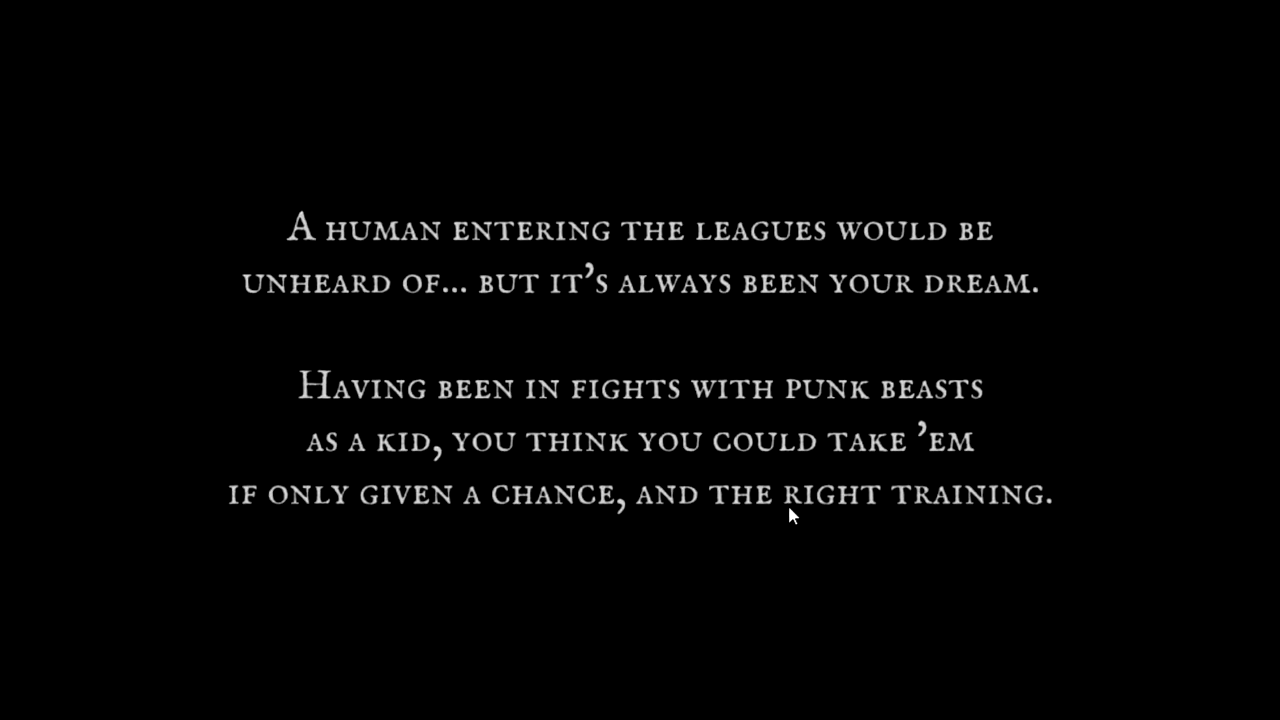 A human entering the leagues would be
unheard of... but it's always been your dream.
Having been in fights with punk beasts
as a kid, you think you could take 'em
if only given a chance, and the right training.